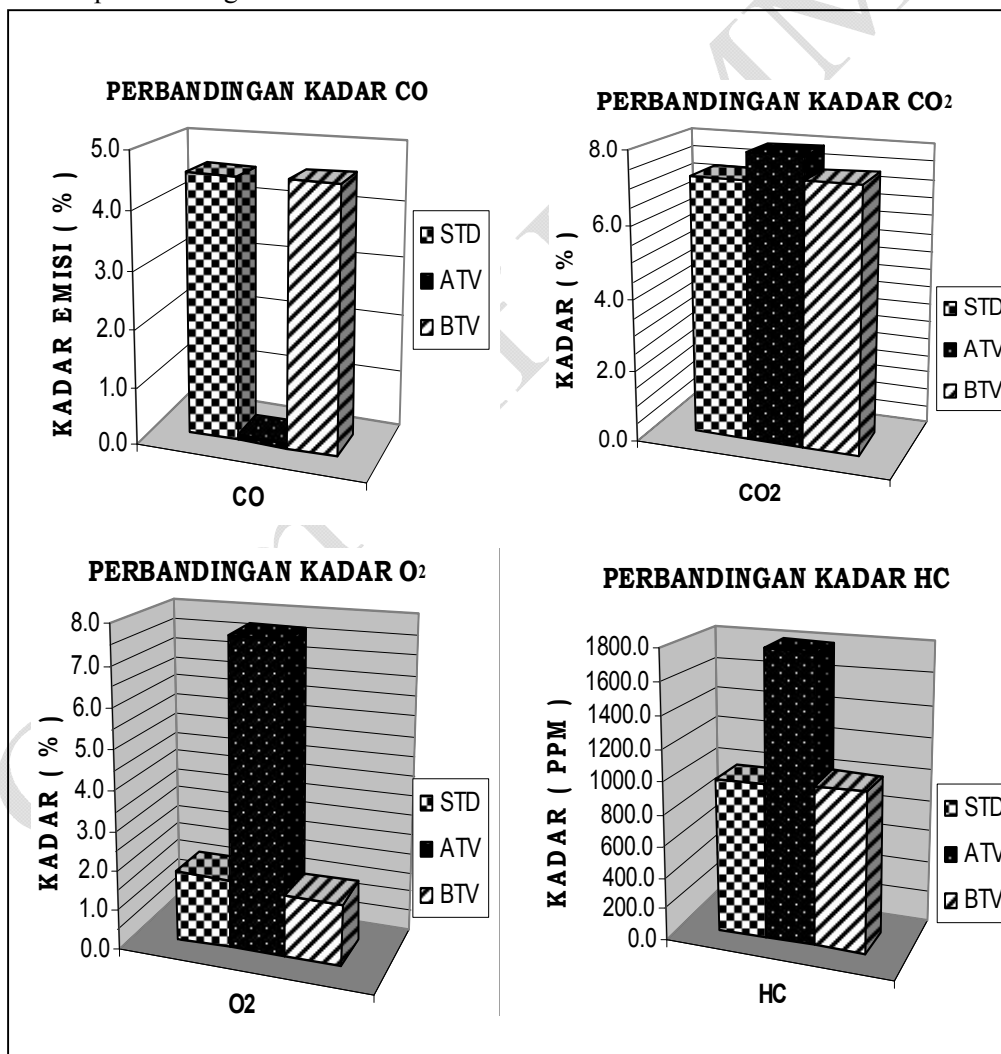 PERBANDINGAN KADAR CO
KADAR EMISI ( % )
5.0
4.0
3.0
2.0
1.0
0.0
CO
STD
ATV
BTV
PERBANDINGAN KADAR CO2
KADAR ( % )
8.0
6.0
4.0
2.0
0.0
CO2
STD
ATV
BTV
PERBANDINGAN KADAR O2
KADAR ( % )
8.0
7.0
6.0
5.0
4.0
3.0
2.0
1.0
0.0
O2
STD
ATV
BTV
PERBANDINGAN KADAR HC
KADAR ( PPM )
1800.0
1600.0
1400.0
1200.0
1000.0
800.0
600.0
400.0
200.0
0.0
HC
STD
ATV
BTV